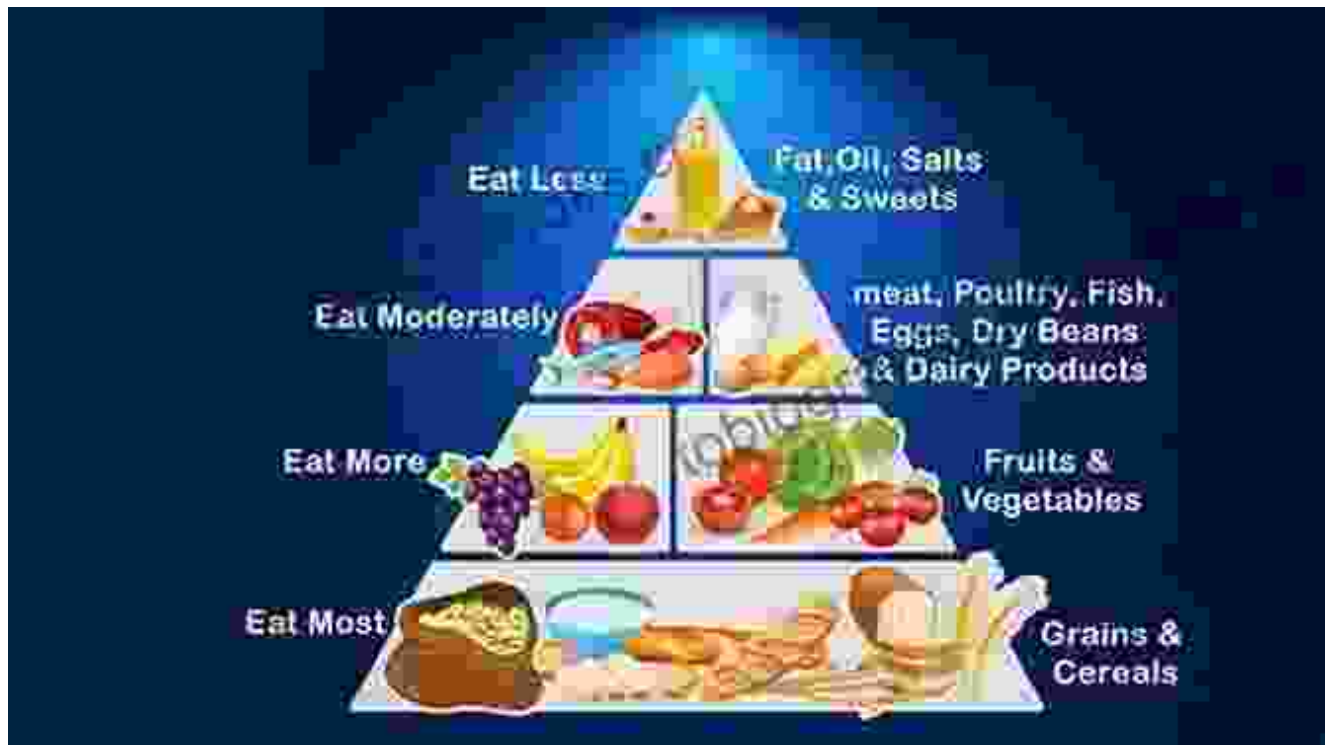 Eat Less
Fat,Oil, Salts
& Sweets
Eat Moderately
meat, Poultry, Fish,
Eggs, Dry Beans
& Dairy Products
Eat More
Fruits &
Vegetables
Eat Most
Grains &
Cereals